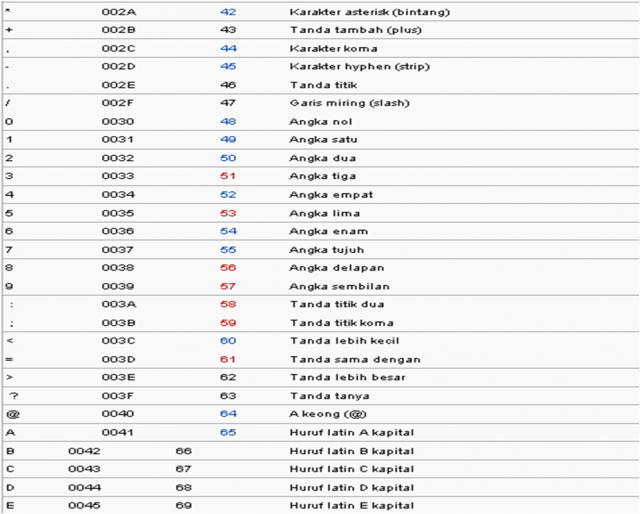 * 002A 42 Karakter asterisk (bintang)
+ 002B 43 Tanda tambah (plus)
, 002C 44 Karakter koma
- 002D 45 Karakter hyphen (strip)
. 002E 46 Tanda titik
/ 002F 47 Garis miring (slash)
0 0030 48 Angka nol
1 0031 49 Angka satu
2 0032 50 Angka dua
3 0033 51 Angka tiga
4 0034 52 Angka empat
5 0035 53 Angka lima
6 0036 54 Angka enam
7 0037 55 Angka tujuh
8 0038 56 Angka delapan
9 0039 57 Angka sembilan
: 003A 58 Tanda titik dua
; 003B 59 Tanda titik koma
< 003C 60 Tanda lebih kecil
= 003D 61 Tanda sama dengan
> 003E 62 Tanda lebih besar
? 003F 63 Tanda tanya
@ 0040 64 A keong (@)
A 0041 65 Huruf latin A kapital
B 0042 66 Huruf latin B kapital
C 0043 67 Huruf latin C kapital
D 0044 68 Huruf latin D kapital
E 0045 69 Huruf latin E kapital